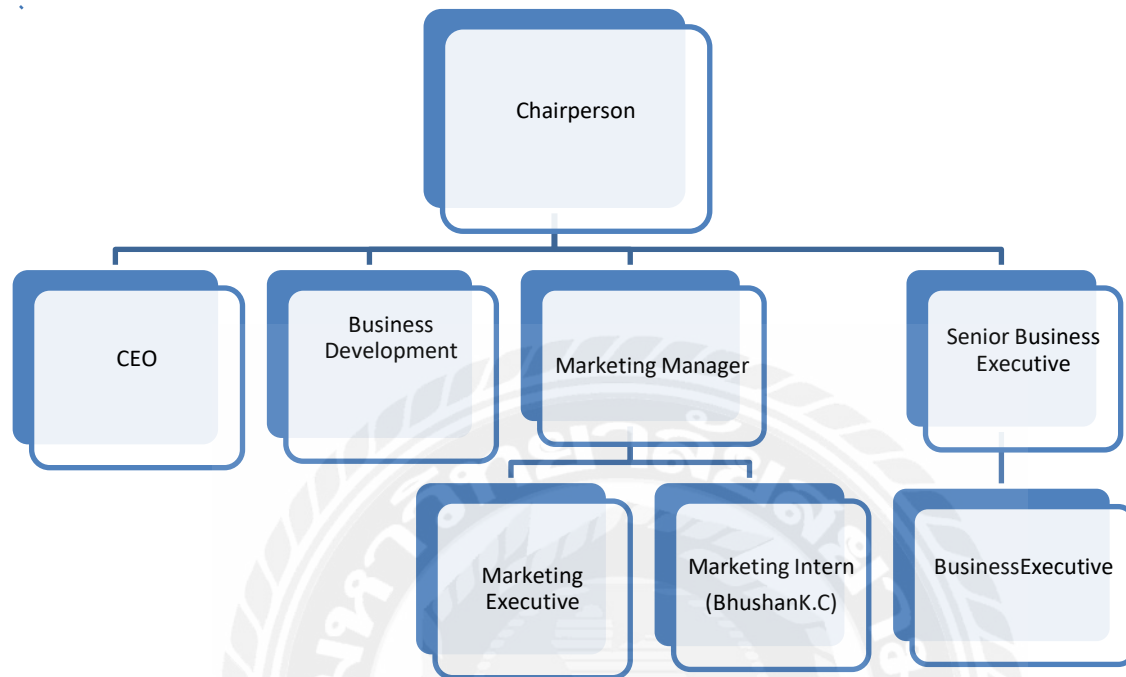 Chairperson
CEO
Business
Development
Marketing Manager
Senior Business
Executive
Marketing
Executive
Marketing Intern
(BhushanK.C)
BusinessExecutive